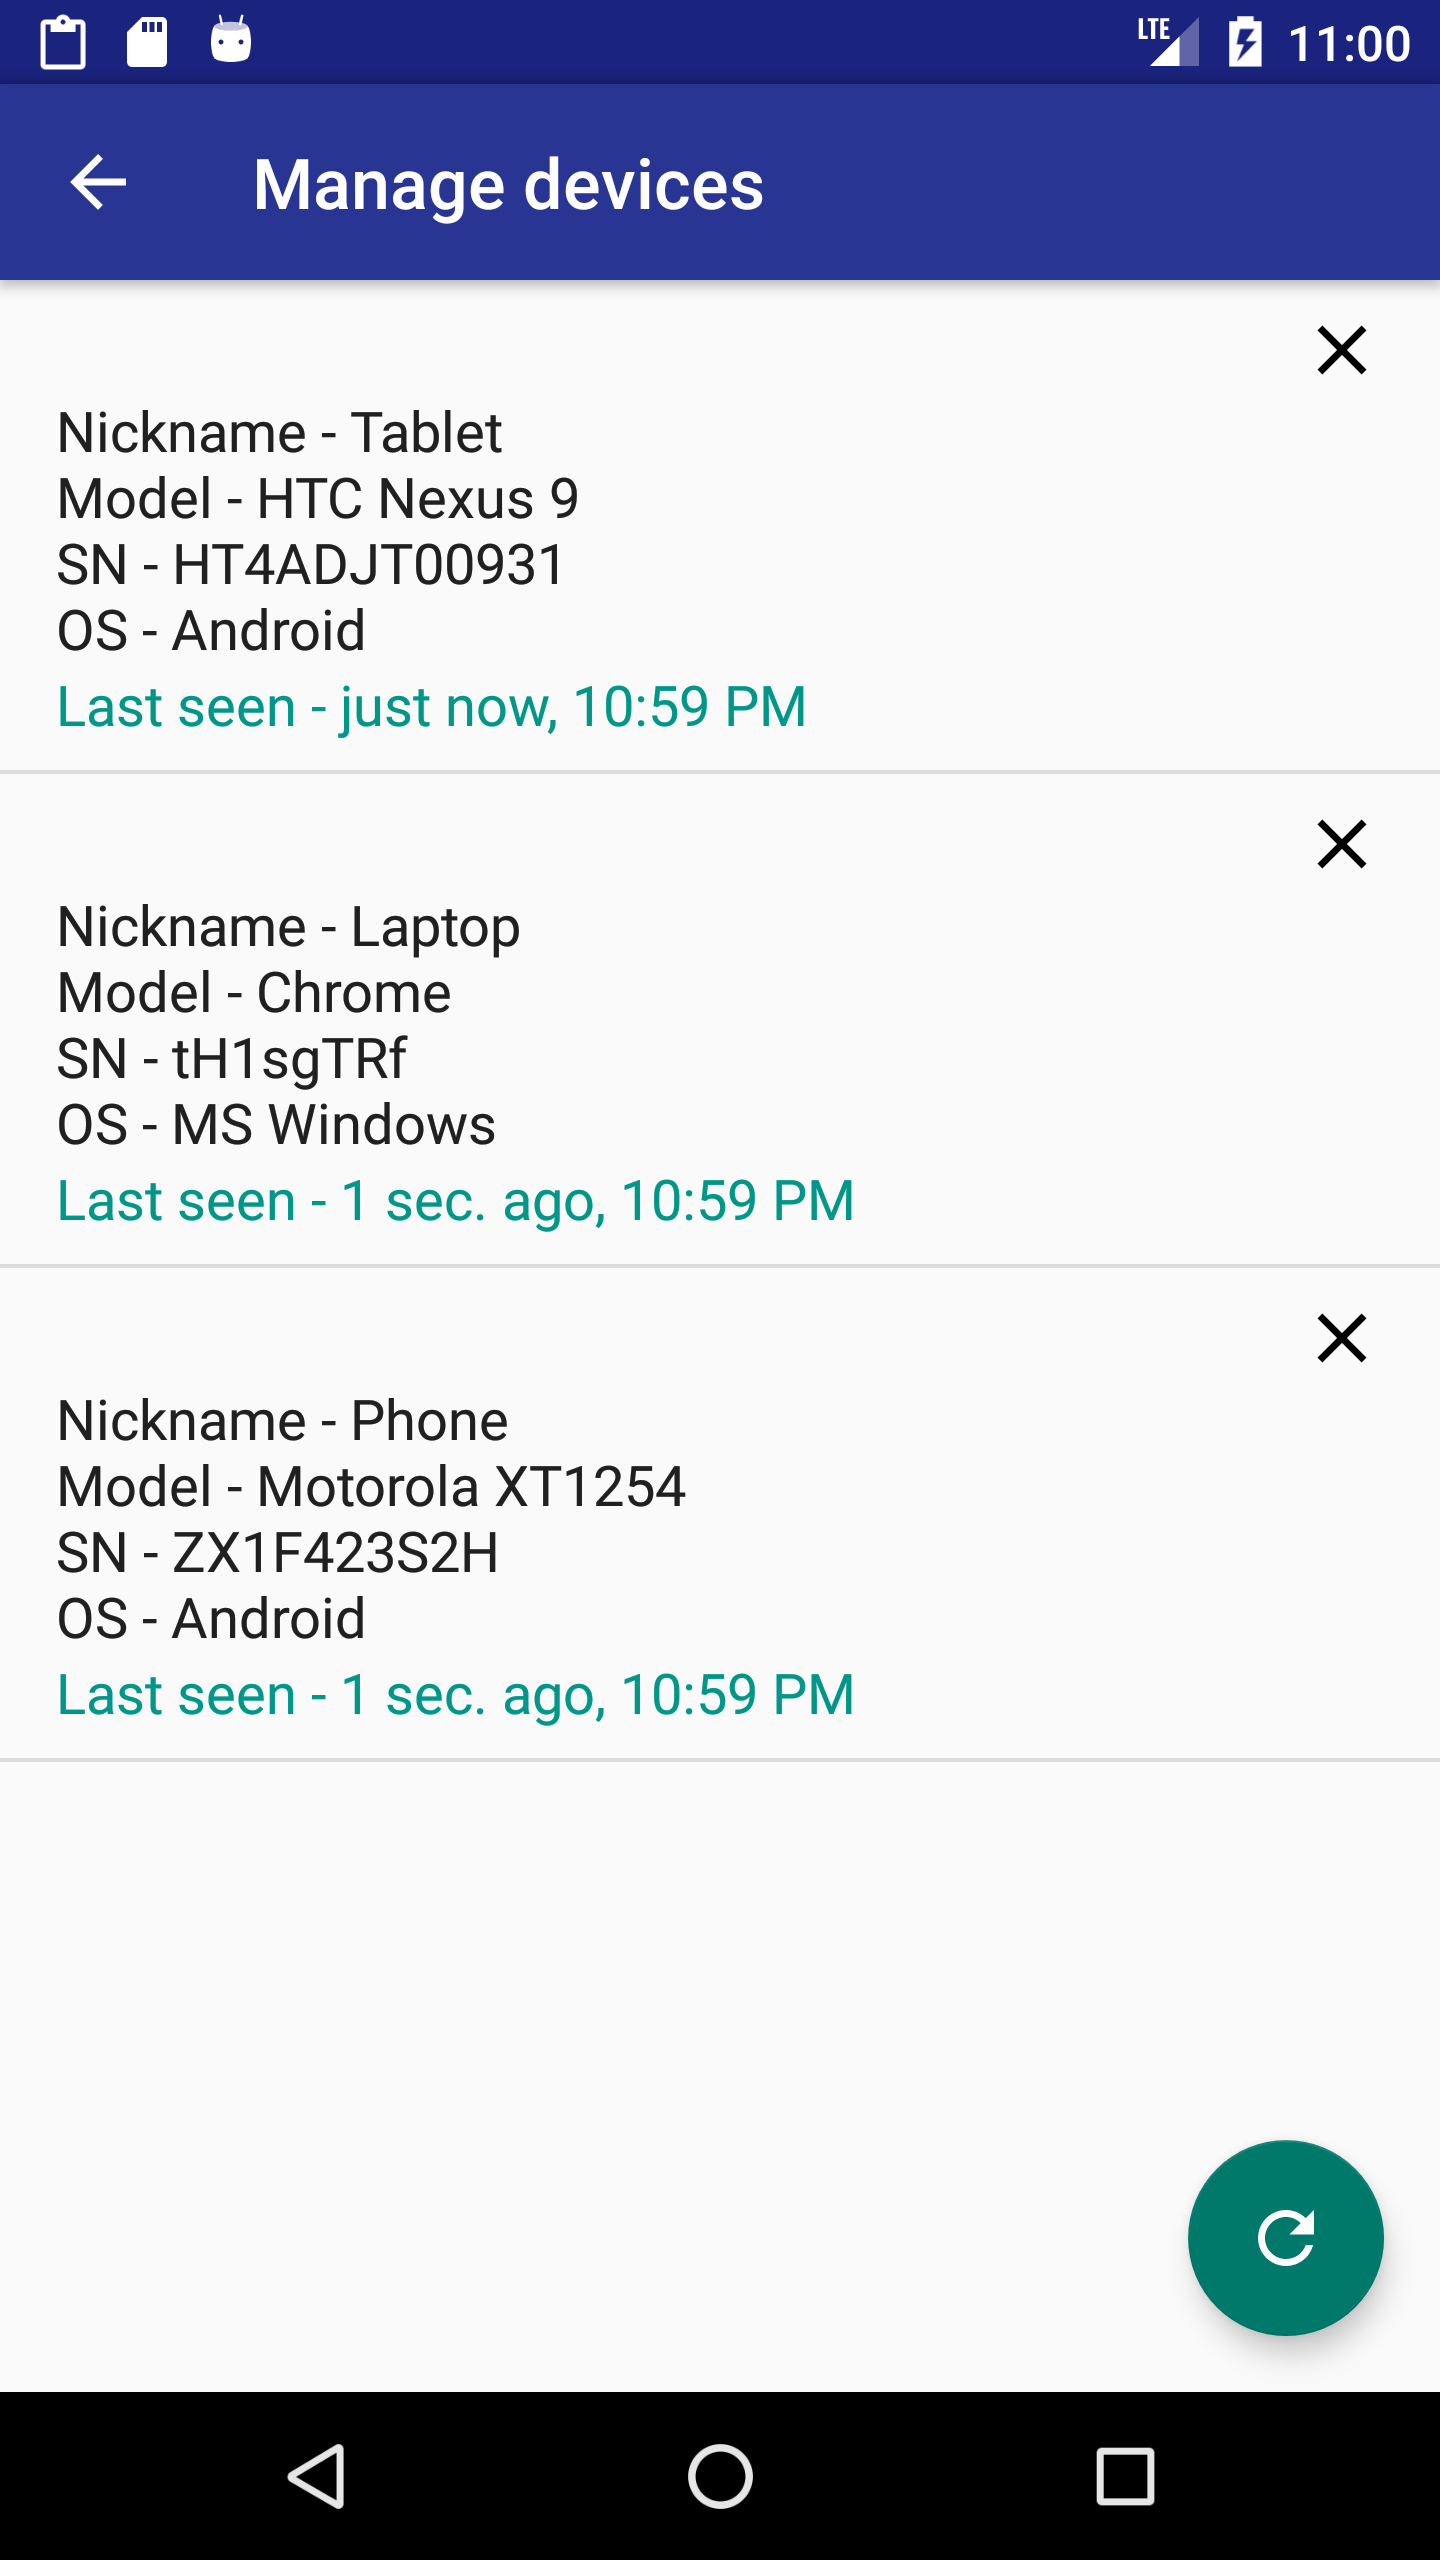 LTE 11:00
Manage devices
Nickname - Tablet
Model - HTC Nexus 9
SN - HT4ADJT00931
OS - Android
Last seen - just now, 10:59 PM
Nickname - Laptop
Model - Chrome
SN - tH1sgTRf
OS - MS Windows
Last seen - 1 sec. ago, 10:59 PM
Nickname - Phone
Model - Motorola XT1254
SN - ZX1F423S2H
OS - Android
Last seen - 1 sec. ago, 10:59 PM